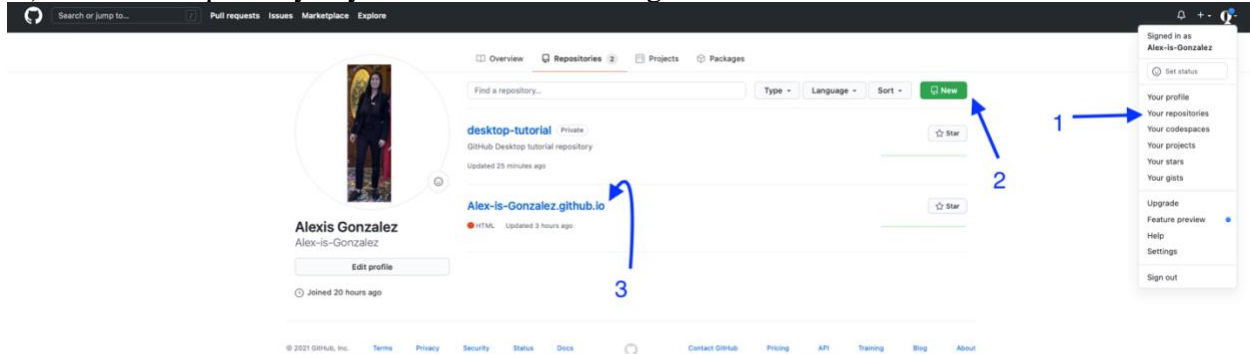 Search or jump to... / Pull requests Issues Marketplace Explore
Signed in as
Alex-is-Gonzalez
Set status
Your profile
Your repositories
Your codespaces
Your projects
Your stars
Your gists
Upgrade
Feature preview
Help
Settings
Sign out
Overview Repositories 2 Projects Packages
Find a repository... Type Language Sort New
desktop-tutorial Private Star
GitHub Desktop tutorial repository
Updated 25 minutes ago
Alex-is-Gonzalez.github.io Star
HTML Updated 3 hours ago
Alexis Gonzalez
Alex-is-Gonzalez
Edit profile
Joined 20 hours ago
1
2
3
© 2021 GitHub, Inc. Terms Privacy Security Status Docs Contact GitHub Pricing API Training Blog About